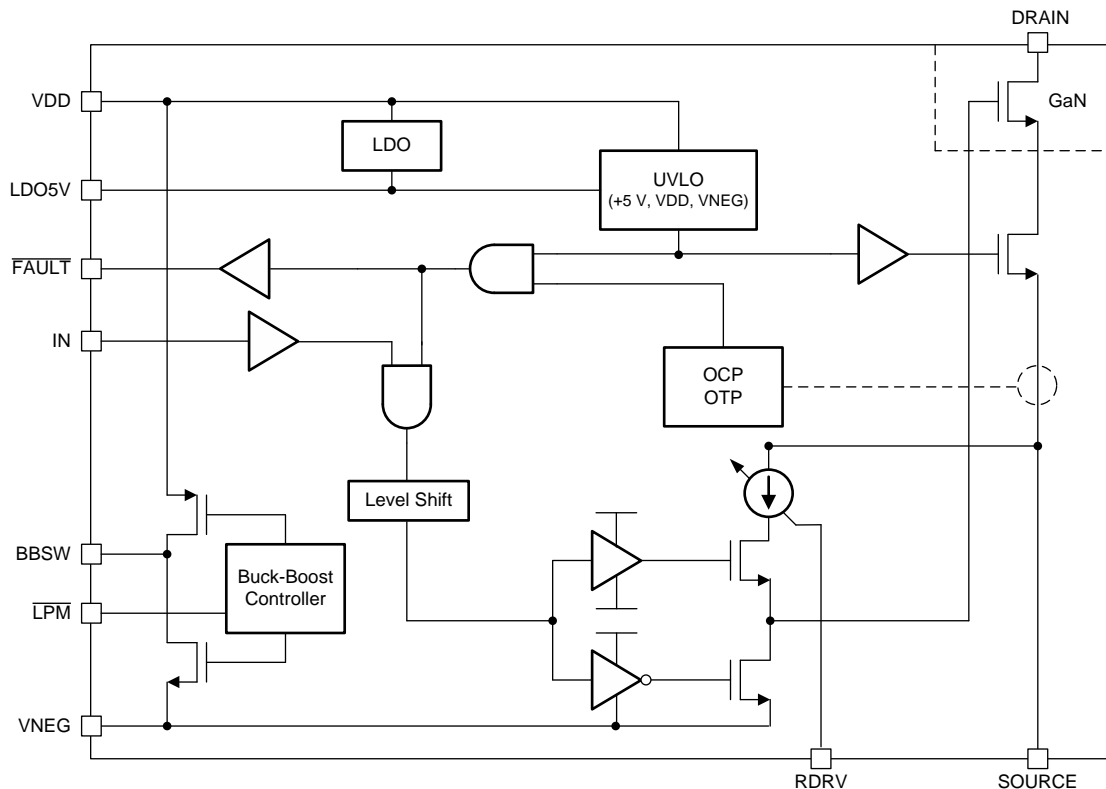 DRAIN
VDD
GaN
LDO
LDO5V
UVLO
(+5 V, VDD, VNEG)
FAULT
IN
OCP
OTP
Level Shift
BBSW
Buck-Boost
Controller
LPM
VNEG
RDRV
SOURCE